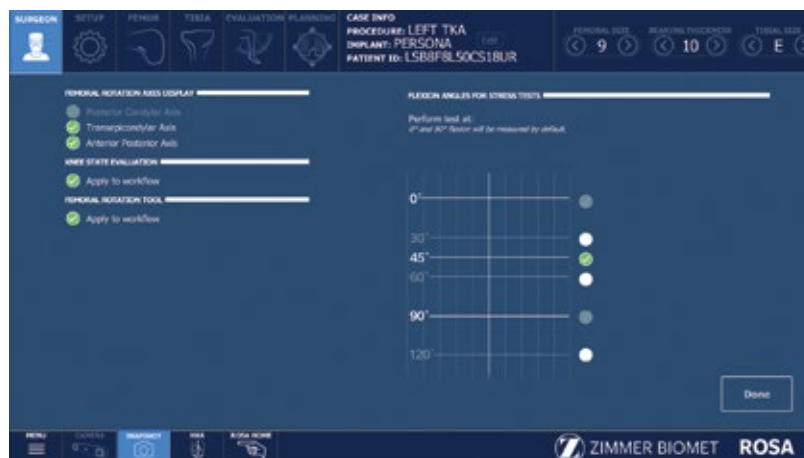 SURGEON
SETUP
FEMUR
TIBIA
EVALUATION
PLANNING
CASE INFO
PROCEDURE: LEFT TKA
IMPLANT: PERSONA
Edit
PATIENT ID: LSB8F8L50CS18UR
FEMORAL SIZE
9
BEARING THICKNESS
10
TIBIAL SIZE
E
FEMORAL ROTATION AXES DISPLAY
Posterior Condylar Axis
Transepicondylar Axis
Anterior Posterior Axis
KNEE STATE EVALUATION
Apply to workflow
FEMORAL ROTATION TOOL
Apply to workflow
FLEXION ANGLES FOR STRESS TESTS
Perform test at:
0° and 90° flexion will be measured by default.
0°
30°
45°
60°
90°
120°
Done
MENU
CAMERA
SNAPSHOT
HKA
ROSA HOME
ZIMMER BIOMET
ROSA